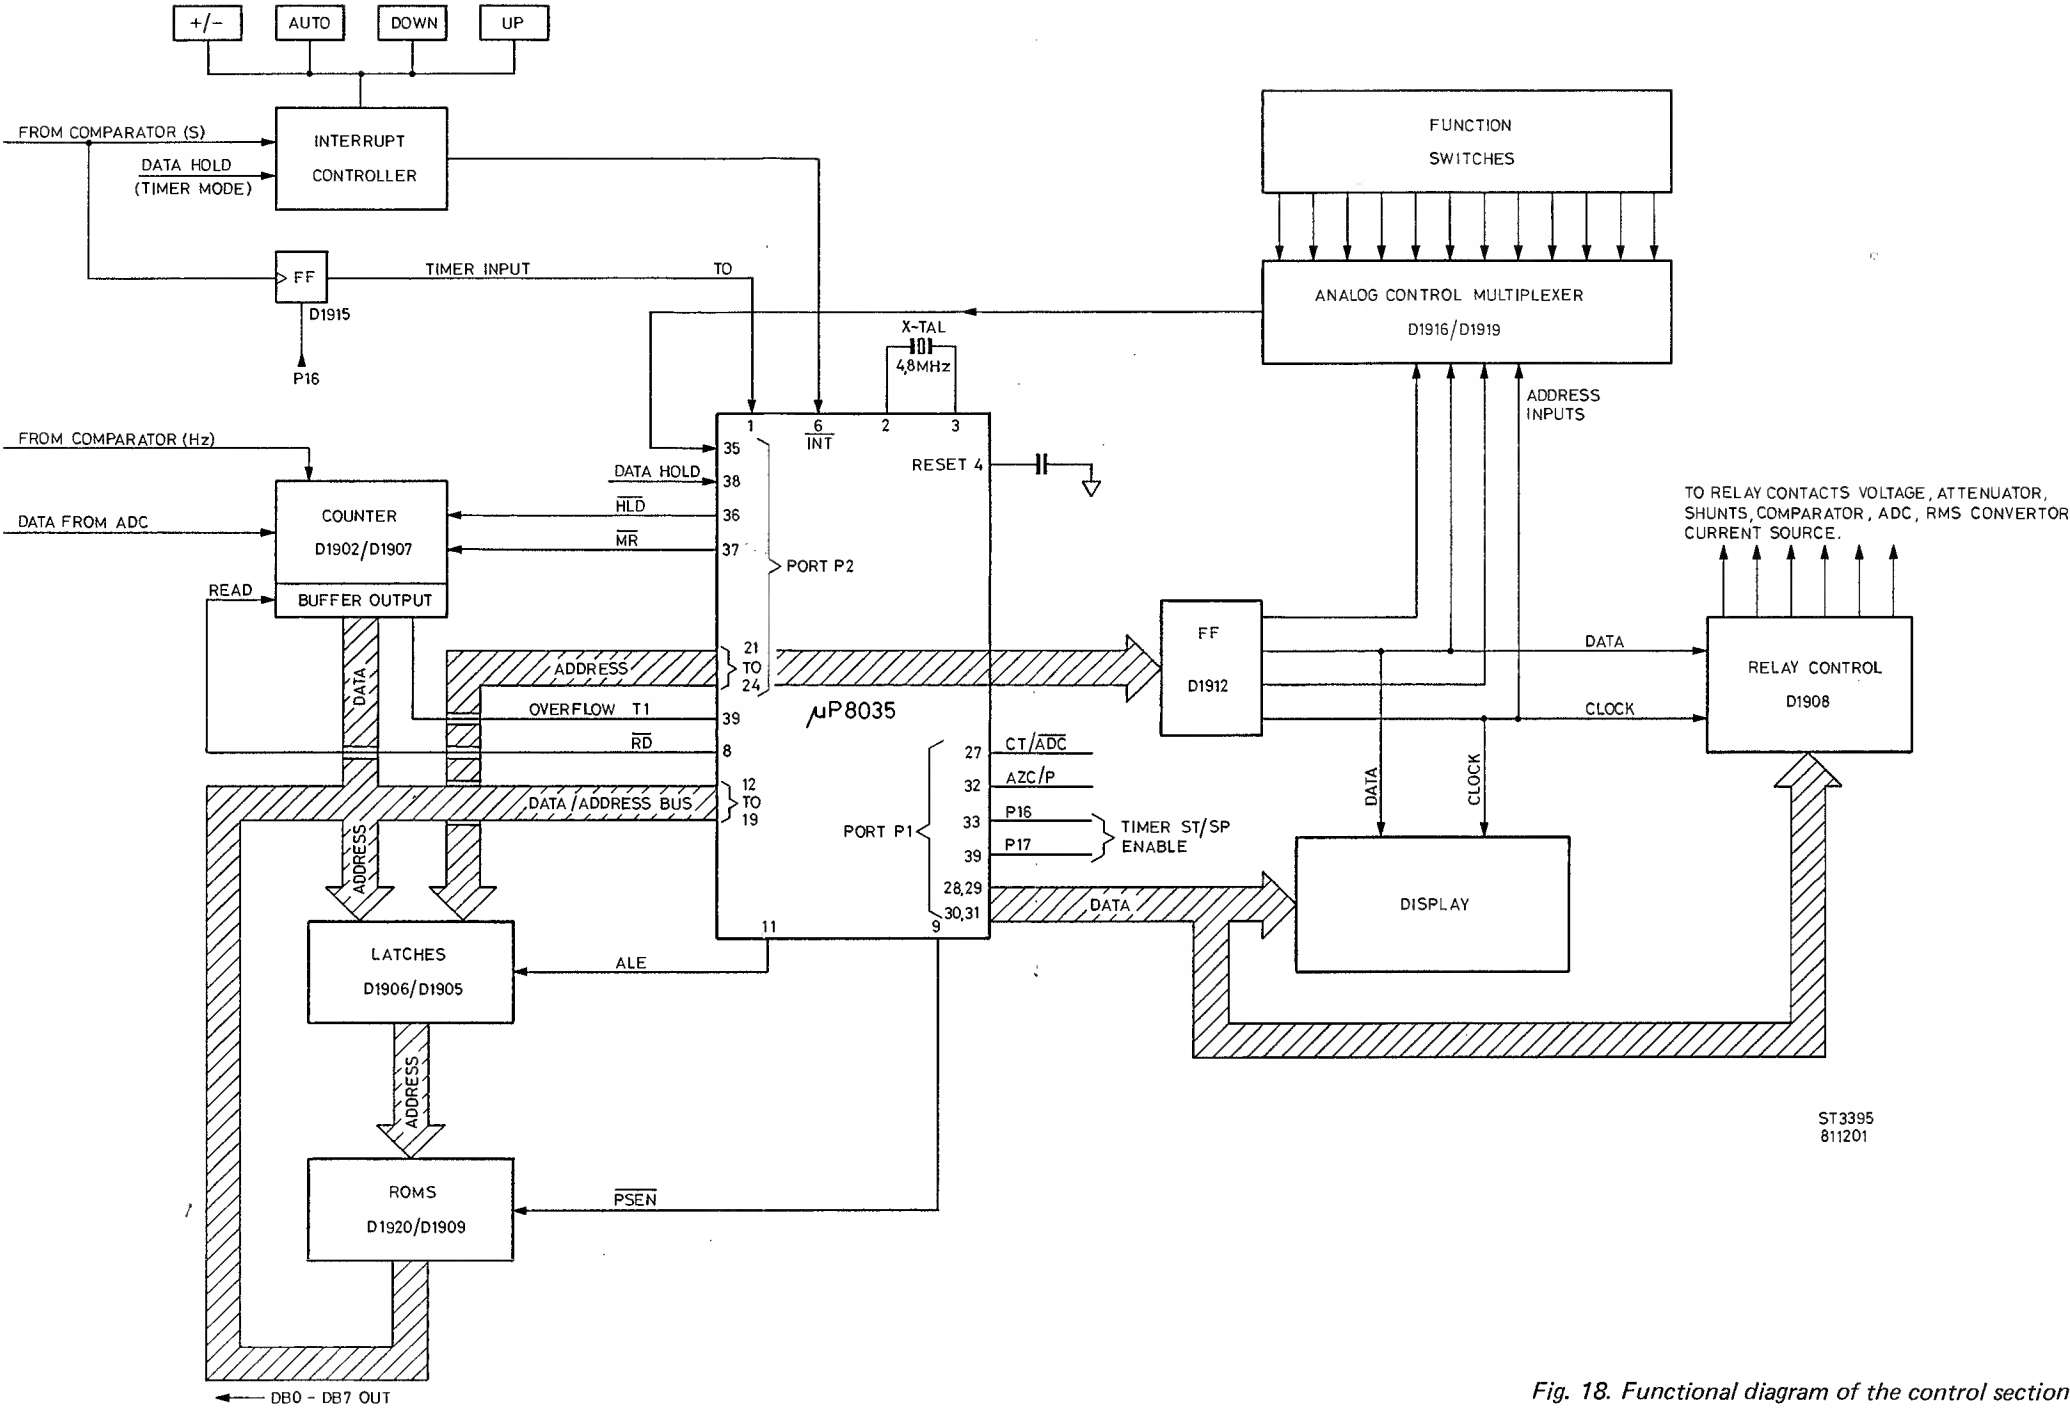 +/-
AUTO
DOWN
UP
FROM COMPARATOR (S)
DATA HOLD
(TIMER MODE)
INTERRUPT
CONTROLLER
FUNCTION
SWITCHES
FF
D1915
P16
TIMER INPUT
TO
ANALOG CONTROL MULTIPLEXER
D1916/D1919
X-TAL
4,8MHz
ADDRESS
INPUTS
FROM COMPARATOR (Hz)
DATA FROM ADC
COUNTER
D1902/D1907
BUFFER OUTPUT
READ
DATA HOLD
HLD
MR
1
6
INT
2
3
35
38
36
37
PORT P2
RESET 4
21
TO
24
39
8
12
TO
19
µP8035
ADDRESS
OVERFLOW T1
RD
DATA
DATA/ADDRESS BUS
ADDRESS
PORT P1
27
32
33
39
28,29
30,31
11
9
CT/ADC
AZC/P
P16
P17
TIMER ST/SP
ENABLE
DATA
FF
D1912
DATA
CLOCK
DATA
CLOCK
TO RELAY CONTACTS VOLTAGE, ATTENUATOR,
SHUNTS, COMPARATOR, ADC, RMS CONVERTOR
CURRENT SOURCE.
RELAY CONTROL
D1908
DISPLAY
LATCHES
D1906/D1905
ALE
ADDRESS
ROMS
D1920/D1909
PSEN
DB0 - DB7 OUT
ST3395
811201
Fig. 18. Functional diagram of the control section